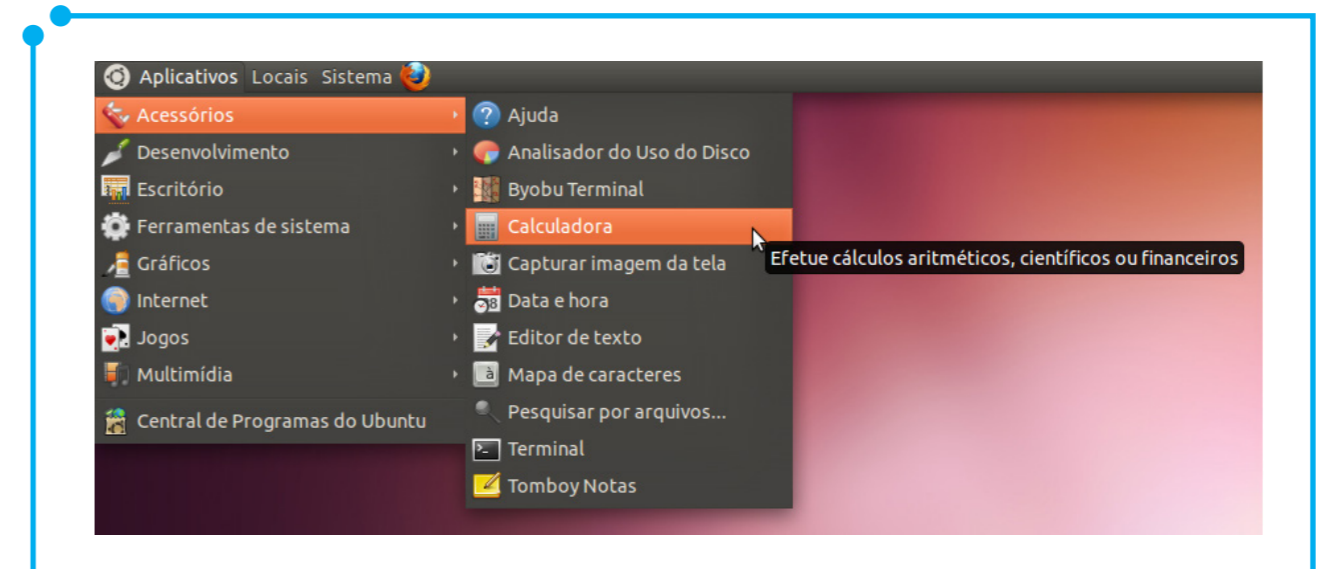 Aplicativos Locais Sistema
Acessórios
Desenvolvimento
Escritório
Ferramentas de sistema
Gráficos
Internet
Jogos
Multimídia
Central de Programas do Ubuntu
Ajuda
Analisador do Uso do Disco
Byobu Terminal
Calculadora
Capturar imagem da tela
Data e hora
Editor de texto
Mapa de caracteres
Pesquisar por arquivos...
Terminal
Tomboy Notas
Efetue cálculos aritméticos, científicos ou financeiros